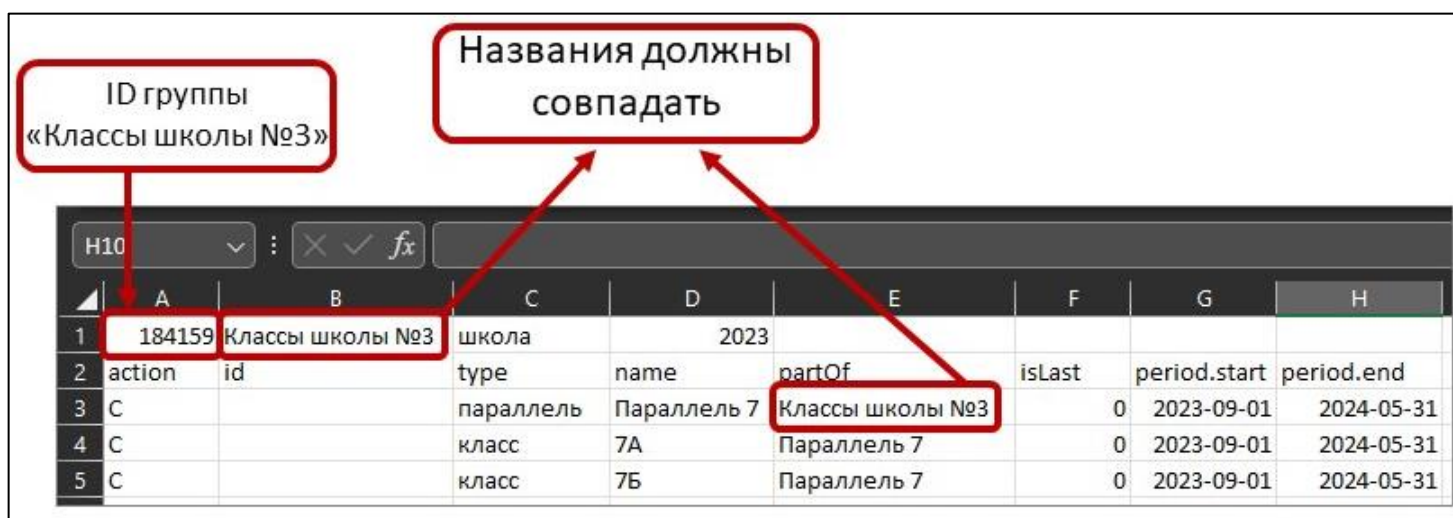 Названия должны
совпадать
ID группы
«Классы школы №3»
H10 fx
A B C D E F G H
1 184159 Классы школы №3 школа 2023
2 action id type name partOf isLast period.start period.end
3 C параллель Параллель 7 Классы школы №3 0 2023-09-01 2024-05-31
4 C класс 7А Параллель 7 0 2023-09-01 2024-05-31
5 C класс 7Б Параллель 7 0 2023-09-01 2024-05-31